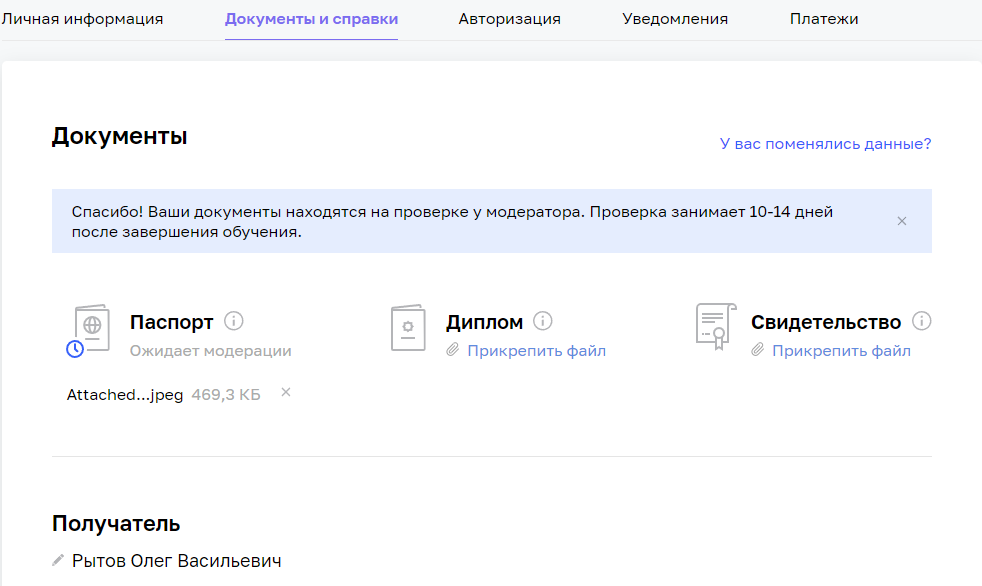 Личная информация Документы и справки Авторизация Уведомления Платежи
Документы
У вас поменялись данные?
Спасибо! Ваши документы находятся на проверке у модератора. Проверка занимает 10-14 дней
после завершения обучения.
Паспорт
Ожидает модерации
Attached...jpeg 469,3 КБ
Диплом
Прикрепить файл
Свидетельство
Прикрепить файл
Получатель
Рытов Олег Васильевич